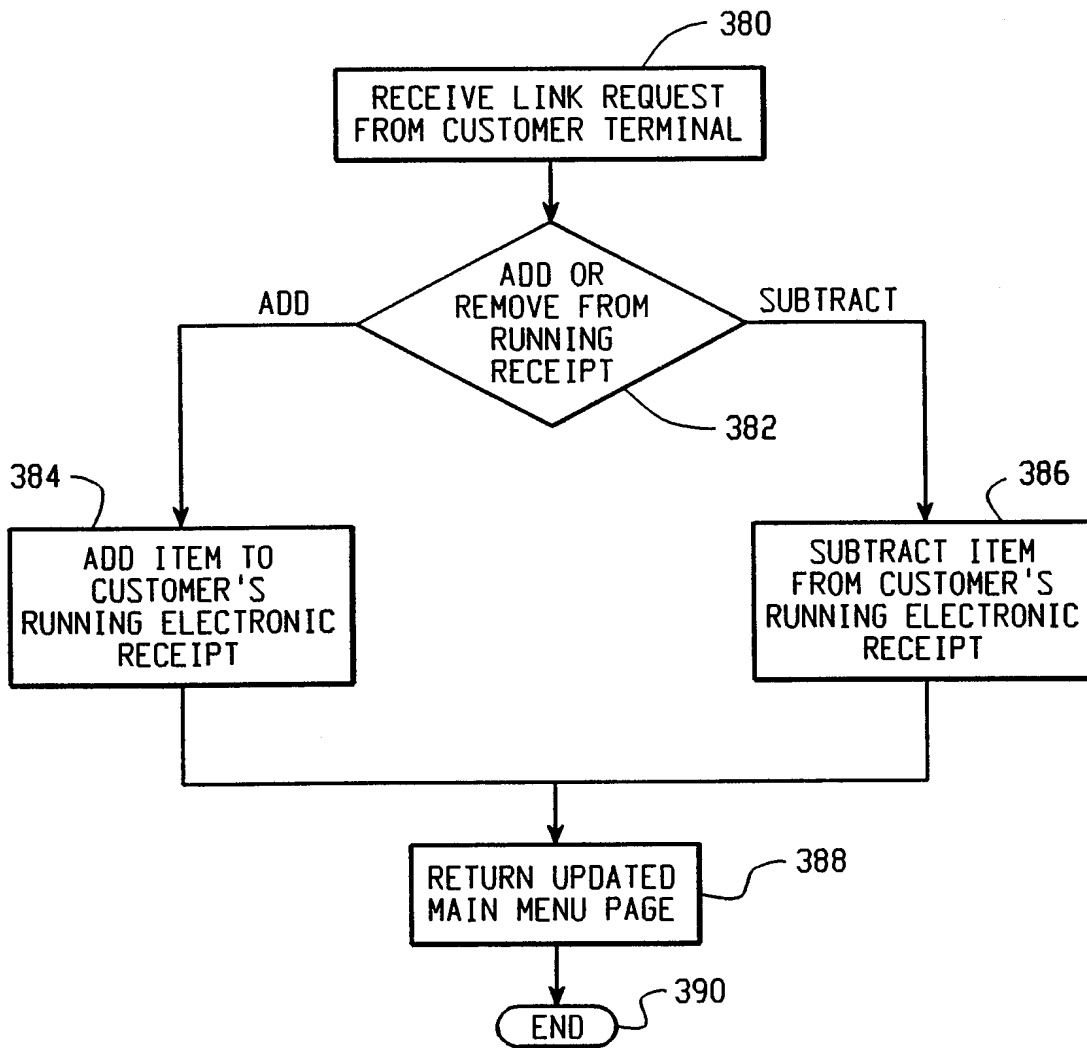 380
RECEIVE LINK REQUEST
FROM CUSTOMER TERMINAL
ADD OR
REMOVE FROM
RUNNING
RECEIPT
ADD
SUBTRACT
382
384
ADD ITEM TO
CUSTOMER'S
RUNNING ELECTRONIC
RECEIPT
386
SUBTRACT ITEM
FROM CUSTOMER'S
RUNNING ELECTRONIC
RECEIPT
RETURN UPDATED
MAIN MENU PAGE
388
END
390